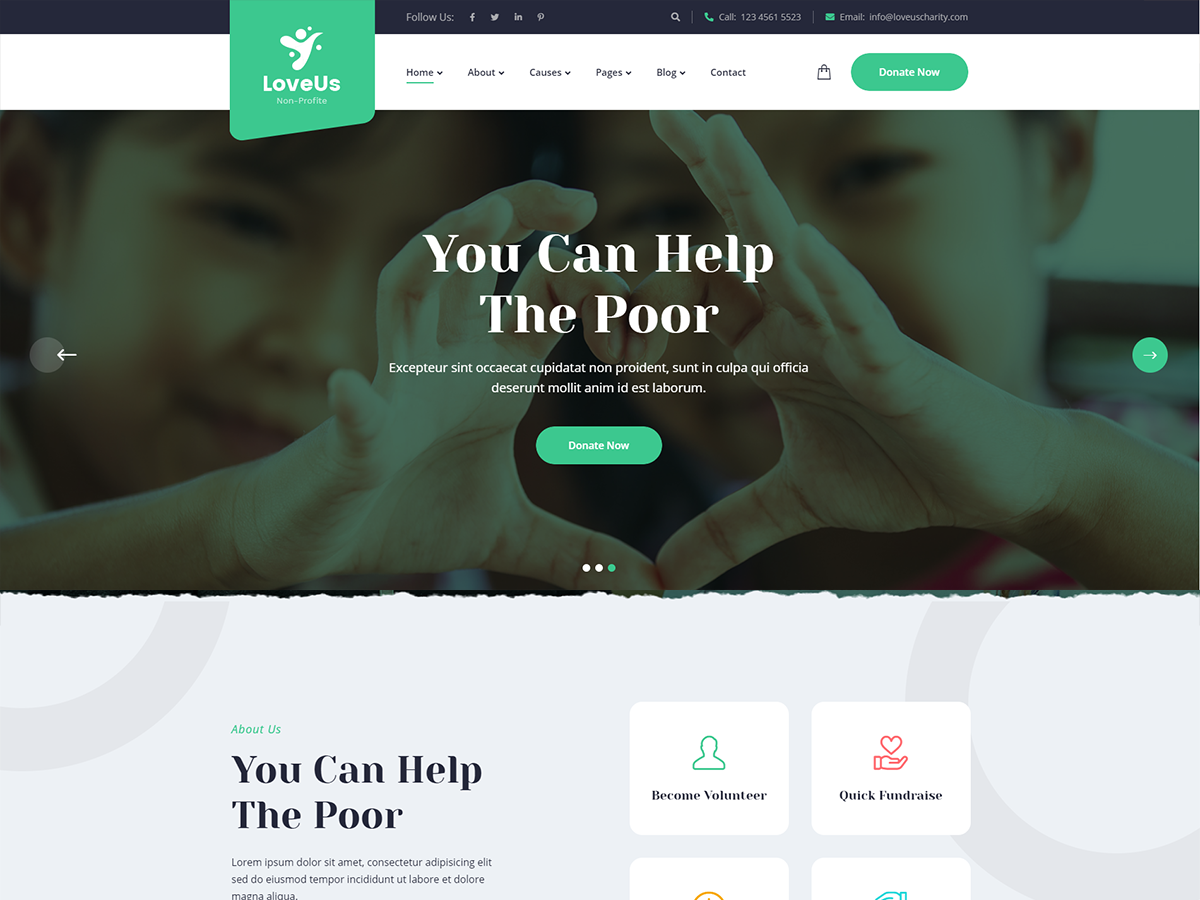 Follow Us:
Call: 123 4561 5523
Email: info@loveuscharity.com
LoveUs
Non-Profite
Home
About
Causes
Pages
Blog
Contact
Donate Now
You Can Help
The Poor
Excepteur sint occaecat cupidatat non proident, sunt in culpa qui officia
deserunt mollit anim id est laborum.
Donate Now
About Us
You Can Help
The Poor
Lorem ipsum dolor sit amet, consectetur adipisicing elit
sed do eiusmod tempor incididunt ut labore et dolore
magna aliqua.
Become Volunteer
Quick Fundraise